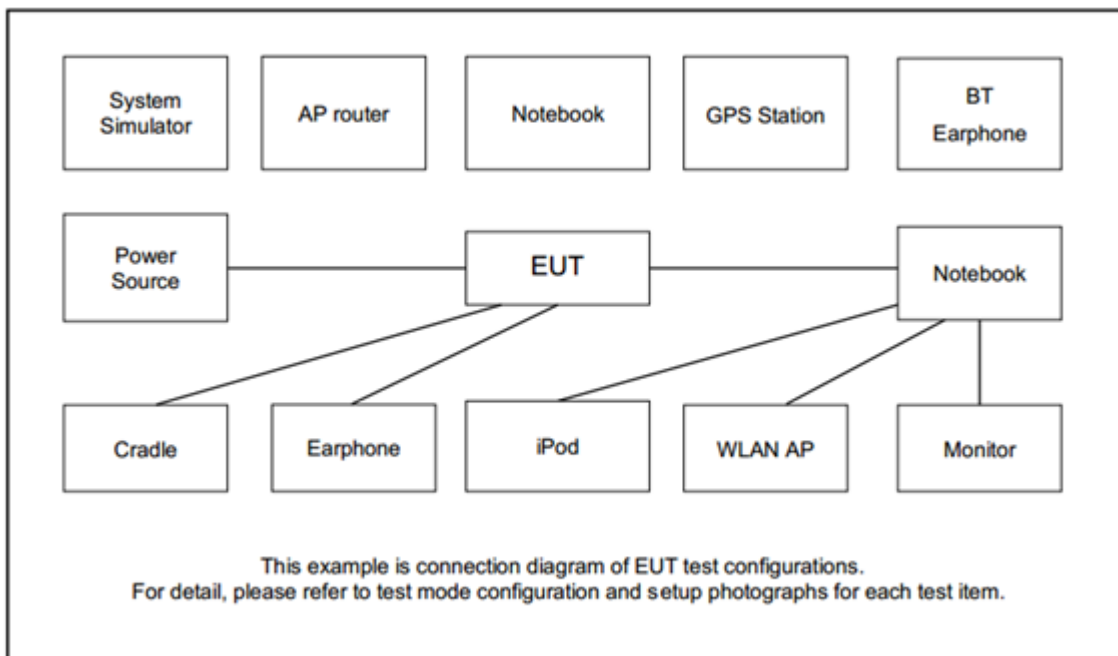 System
Simulator
AP router
Notebook
GPS Station
BT
Earphone
Power
Source
EUT
Notebook
Cradle
Earphone
iPod
WLAN AP
Monitor
This example is connection diagram of EUT test configurations.
For detail, please refer to test mode configuration and setup photographs for each test item.